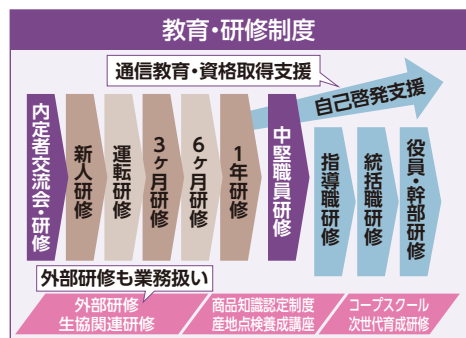 教育・研修制度
通信教育・資格取得支援
自己啓発支援
内定者交流会・研修
新人研修
運転研修
3ヶ月研修
6ヶ月研修
1年研修
中堅職員研修
指導職研修
統括職研修
役員・幹部研修
外部研修も業務扱い
外部研修
生協関連研修
商品知識認定制度
産地点検養成講座
コープスクール
次世代育成研修